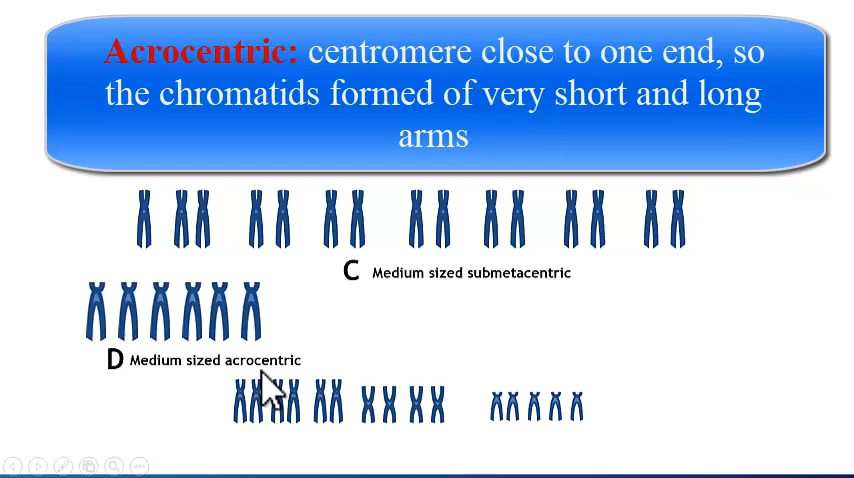 Acrocentric: centromere close to one end, so
the chromatids formed of very short and long
arms
C Medium sized submetacentric
D Medium sized acrocentric